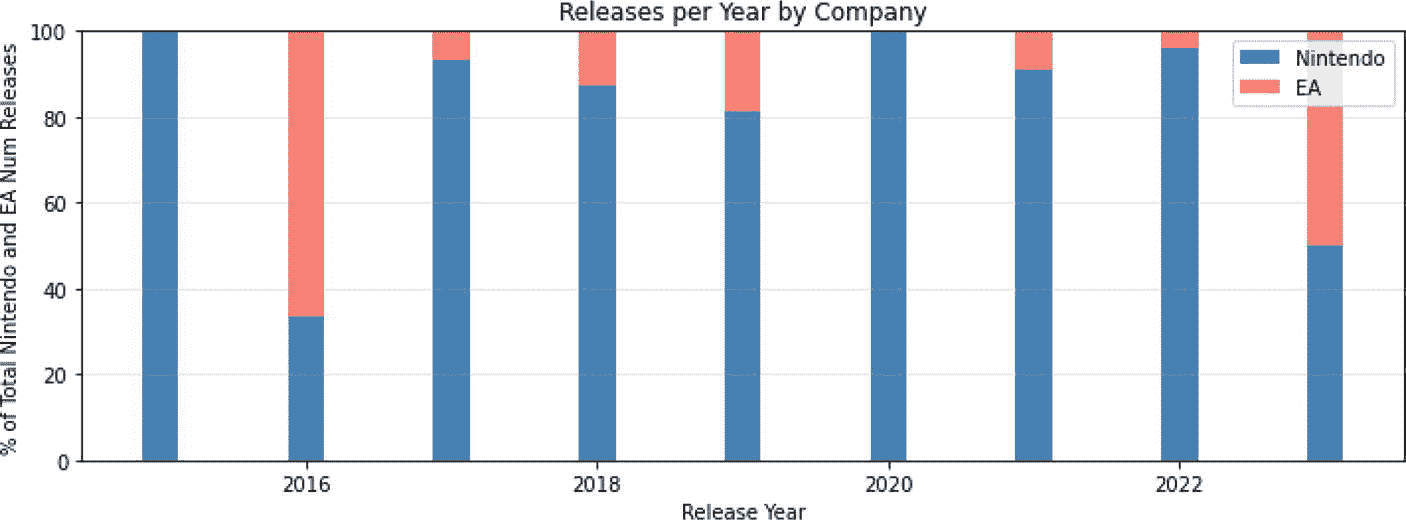 Releases per Year by Company
% of Total Nintendo and EA Num Releases
100
80
60
40
20
0
Nintendo
EA
2016
2018
2020
2022
Release Year